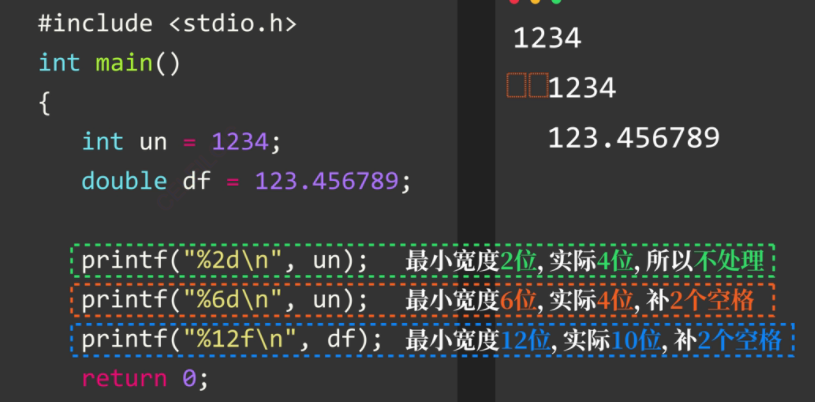 #include <stdio.h>
int main()
{
int un = 1234;
double df = 123.456789;
printf("%2d\n", un); 最小宽度2位, 实际4位, 所以不处理
printf("%6d\n", un); 最小宽度6位, 实际4位, 补2个空格
printf("%12f\n", df); 最小宽度12位, 实际10位, 补2个空格
return 0;
1234
1234
123.456789